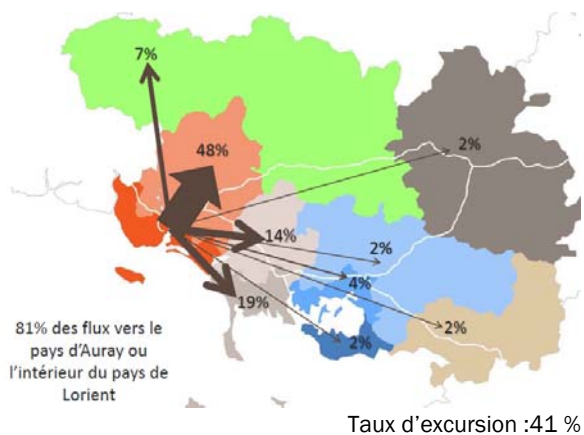 7%
48%
2%
14%
2%
4%
19%
2%
2%
81% des flux vers le
pays d'Auray ou
l'intérieur du pays de
Lorient
Taux d'excursion :41 %